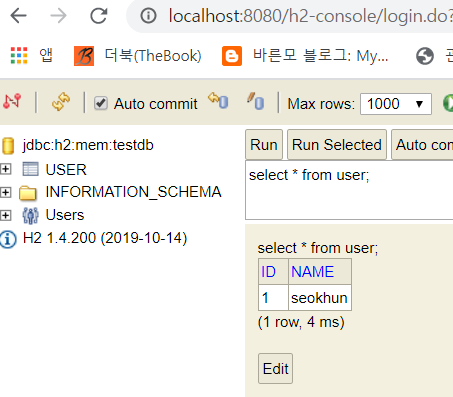 localhost:8080/h2-console/login.do?
앱 더북(TheBook) 바른모 블로그: My...
Auto commit Max rows: 1000
jdbc:h2:mem:testdb
USER
INFORMATION_SCHEMA
Users
H2 1.4.200 (2019-10-14)
Run Run Selected Auto com
select * from user;
select * from user;
ID NAME
1 seokhun
(1 row, 4 ms)
Edit